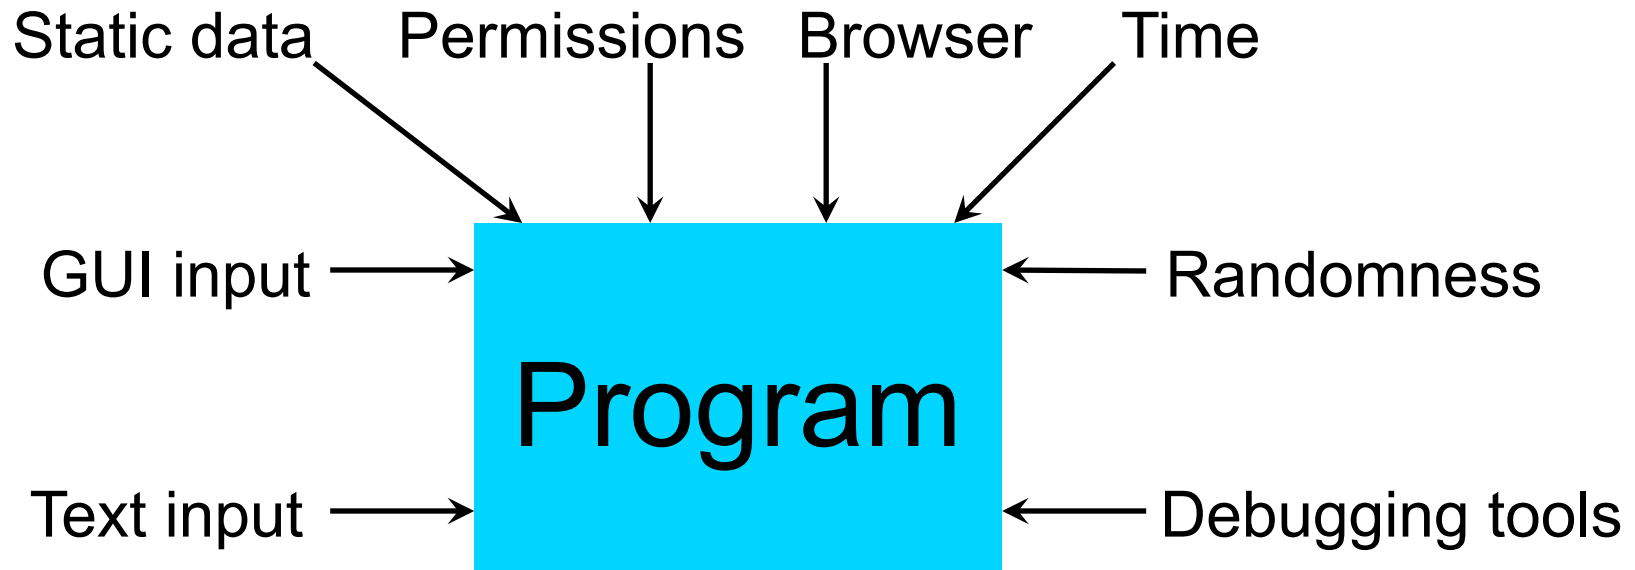 Static data
Permissions
Browser
Time
GUI input
Randomness
Program
Text input
Debugging tools